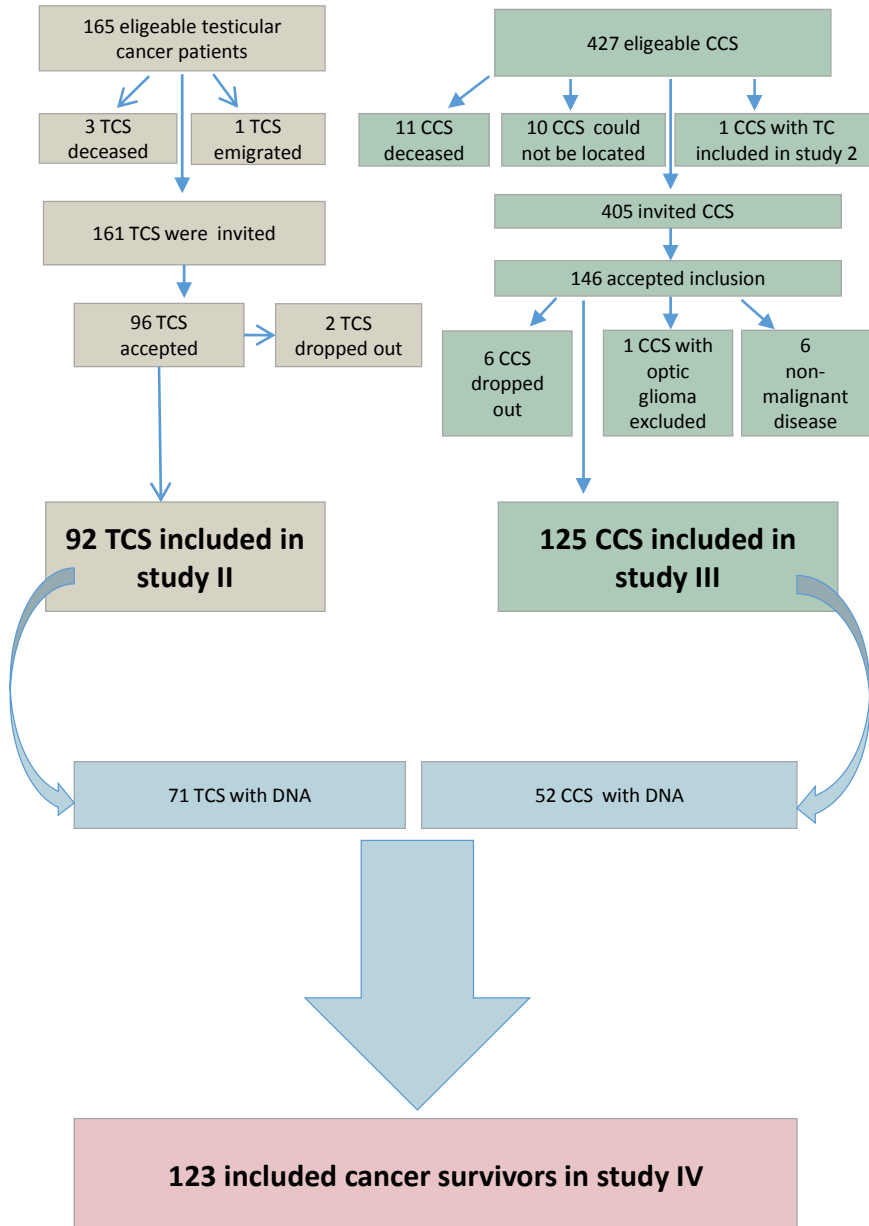 165 eligeable testicular
cancer patients
3 TCS
deceased
1 TCS
emigrated
161 TCS were invited
96 TCS
accepted
2 TCS
dropped out
92 TCS included in
study II
427 eligeable CCS
11 CCS
deceased
10 CCS could
not be located
1 CCS with TC
included in study 2
405 invited CCS
146 accepted inclusion
6 CCS
dropped
out
1 CCS with
optic
glioma
excluded
6
non-
malignant
disease
125 CCS included in
study III
71 TCS with DNA
52 CCS with DNA
123 included cancer survivors in study IV